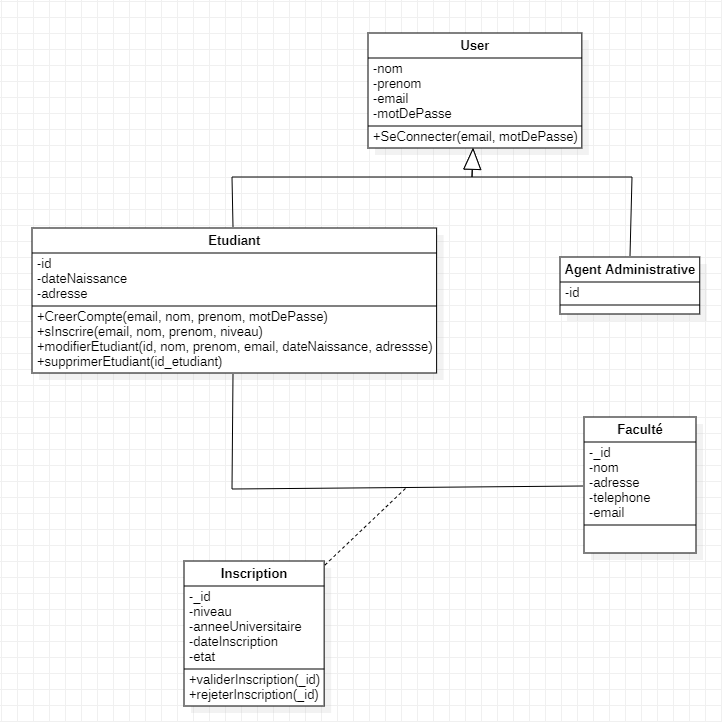 User
-nom
-prenom
-email
-motDePasse
+SeConnecter(email, motDePasse)
Etudiant
-id
-dateNaissance
-adresse
+CreerCompte(email, nom, prenom, motDePasse)
+sInscrire(email, nom, prenom, niveau)
+modifierEtudiant(id, nom, prenom, email, dateNaissance, adressse)
+supprimerEtudiant(id_etudiant)
Agent Administrative
-id
Faculté
-_id
-nom
-adresse
-telephone
-email
Inscription
-_id
-niveau
-anneeUniversitaire
-dateInscription
-etat
+validerInscription(_id)
+rejeterInscription(_id)